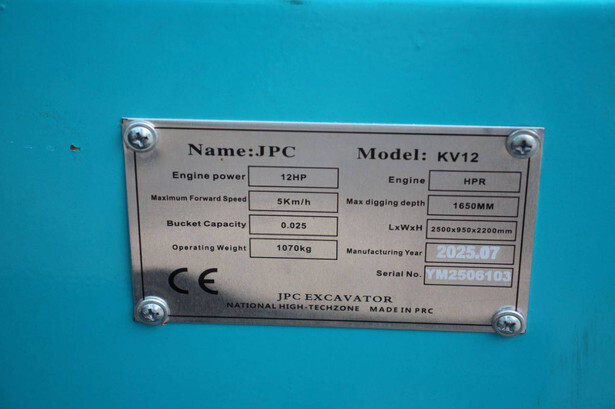 Name:JPC Model: KV12
Engine power 12HP Engine HPR
Maximum Forward Speed 5Km/h Max digging depth 1650MM
Bucket Capacity 0.025 LxWxH 2500x950x2200mm
Operating Weight 1070kg Manufacturing Year 2025.07
Serial No. YM2506103
CE
JPC EXCAVATOR
NATIONAL HIGH-TECHZONE MADE IN PRC